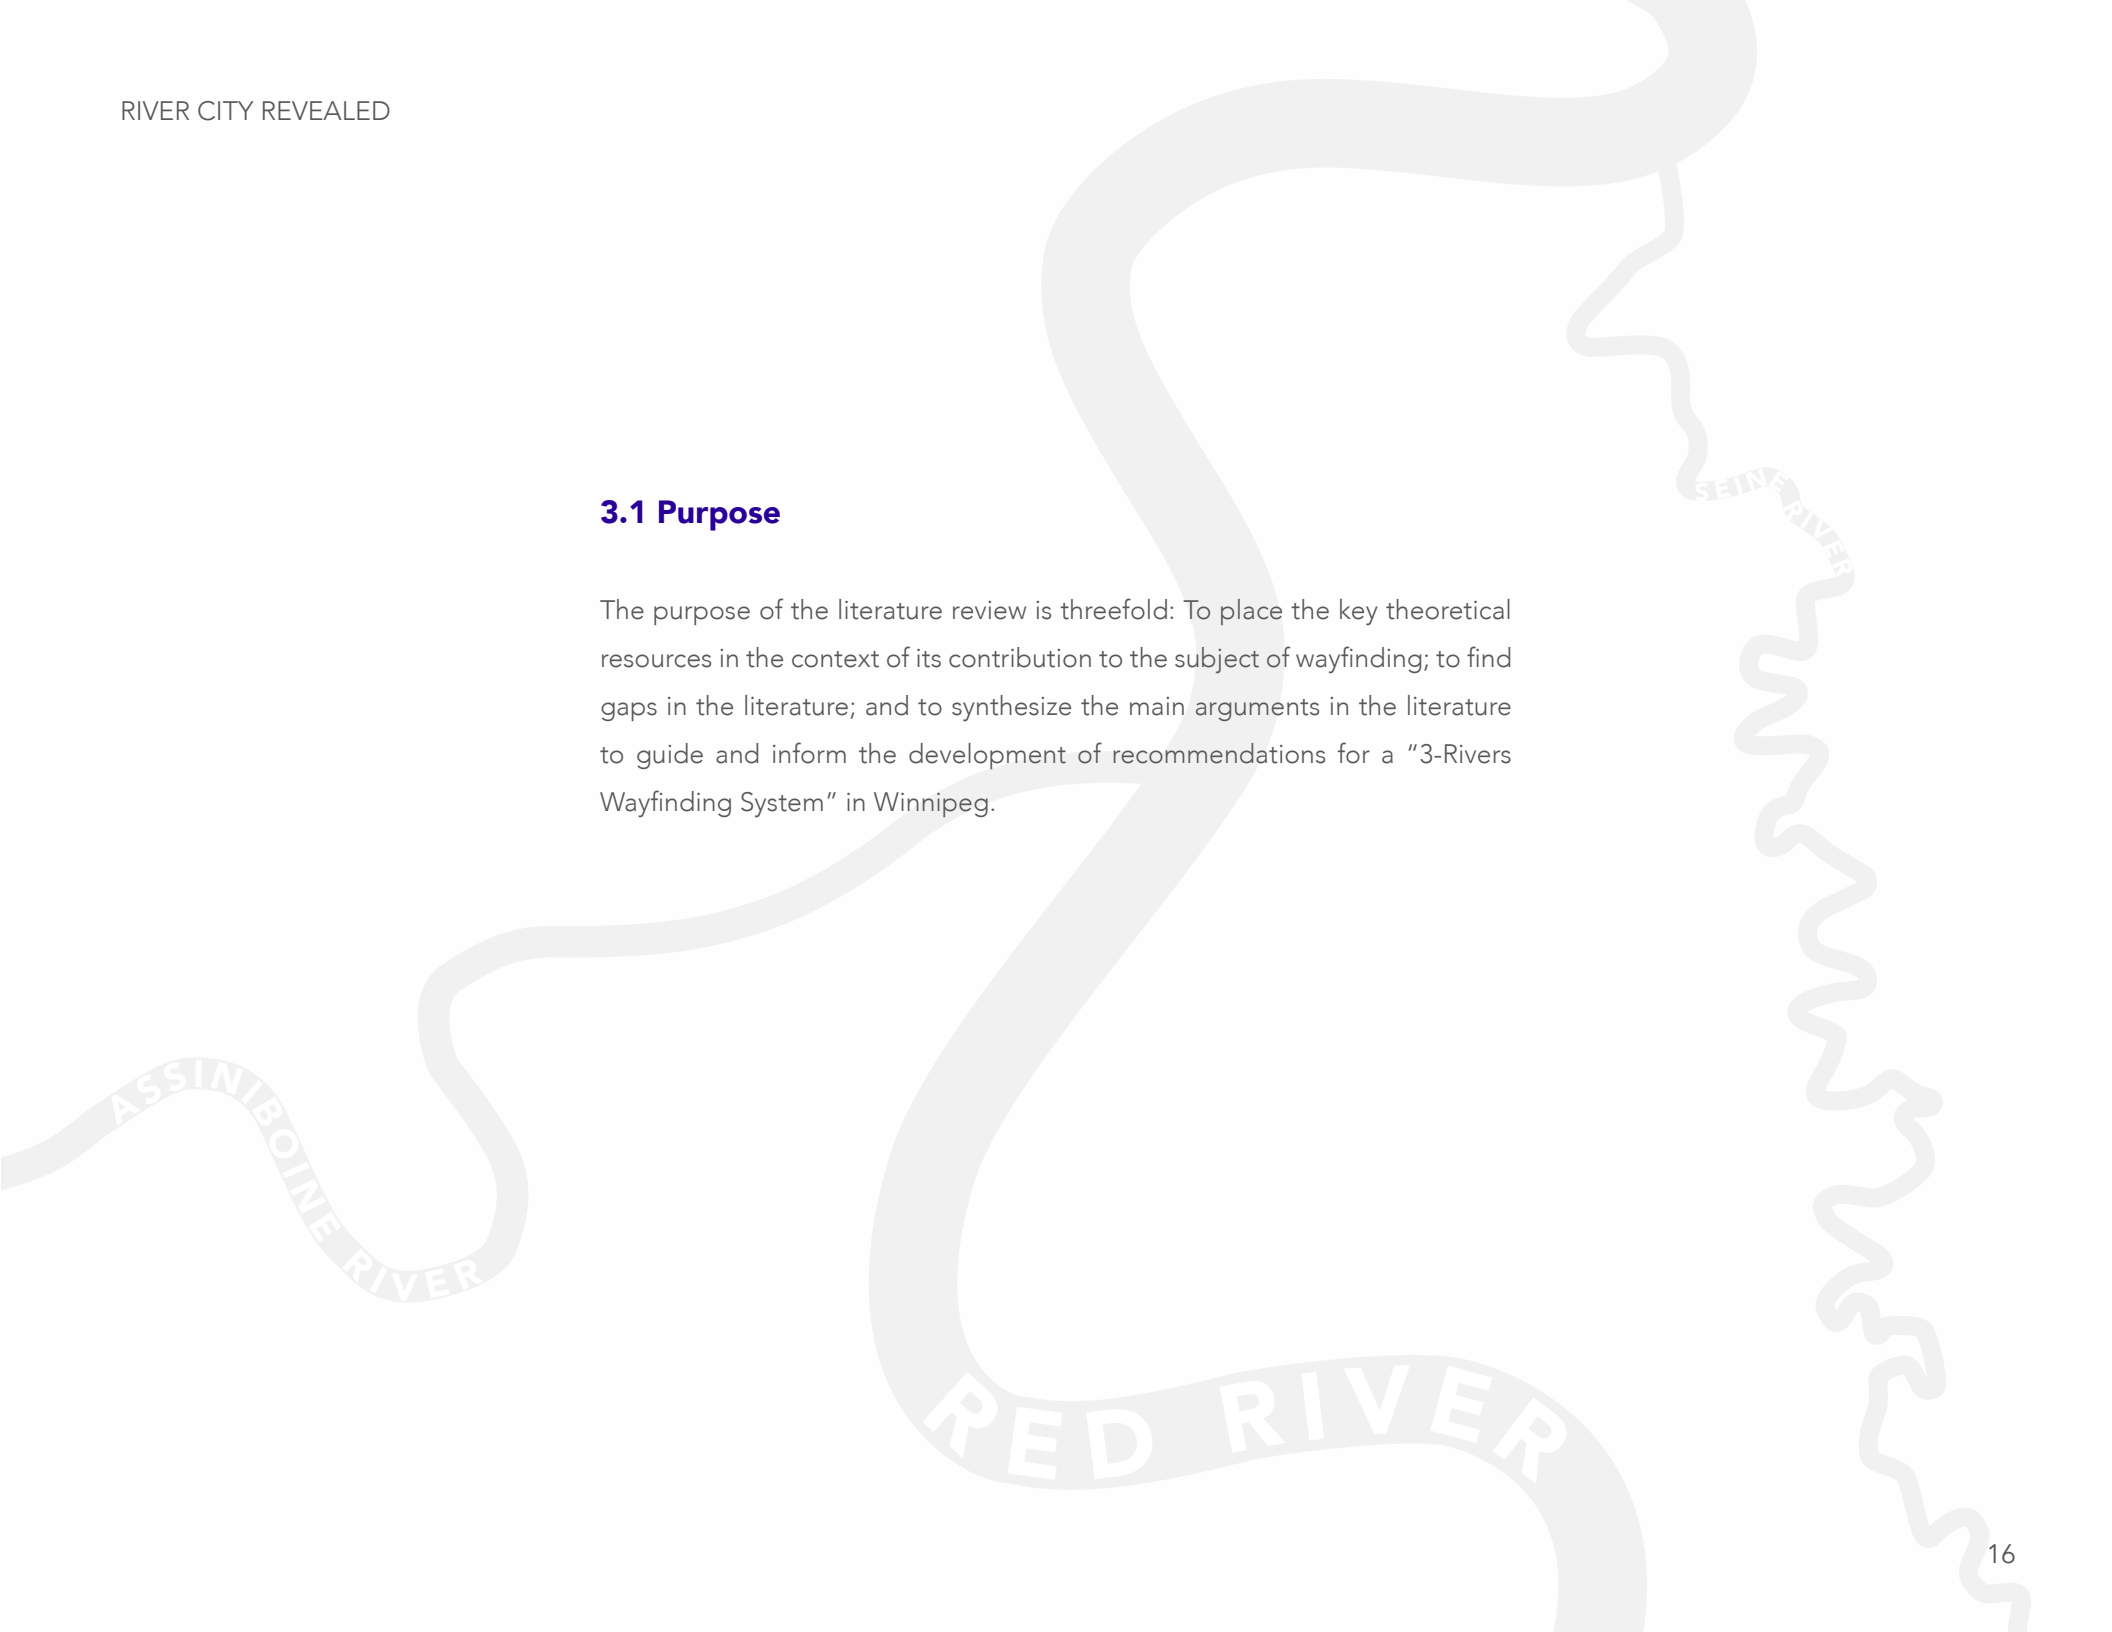 RIVER CITY REVEALED
3.1 Purpose
The purpose of the literature review is threefold: To place the key theoretical
resources in the context of its contribution to the subject of wayfinding; to find
gaps in the literature; and to synthesize the main arguments in the literature
to guide and inform the development of recommendations for a “3-Rivers
Wayfinding System” in Winnipeg.
SEINE RIVER
ASSINIBOINE RIVER
RED RIVER
16